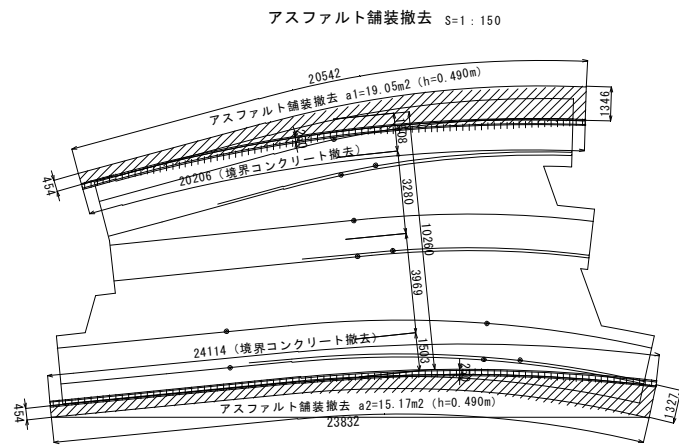 アスファルト舗装撤去 S=1：150
20542
アスファルト舗装撤去 a1=19.05m2 (h=0.490m)
1346
454
20206（境界コンクリート撤去）
3280
10260
3969
24114（境界コンクリート撤去）
1503
454
アスファルト舗装撤去 a2=15.17m2 (h=0.490m)
23832
1327